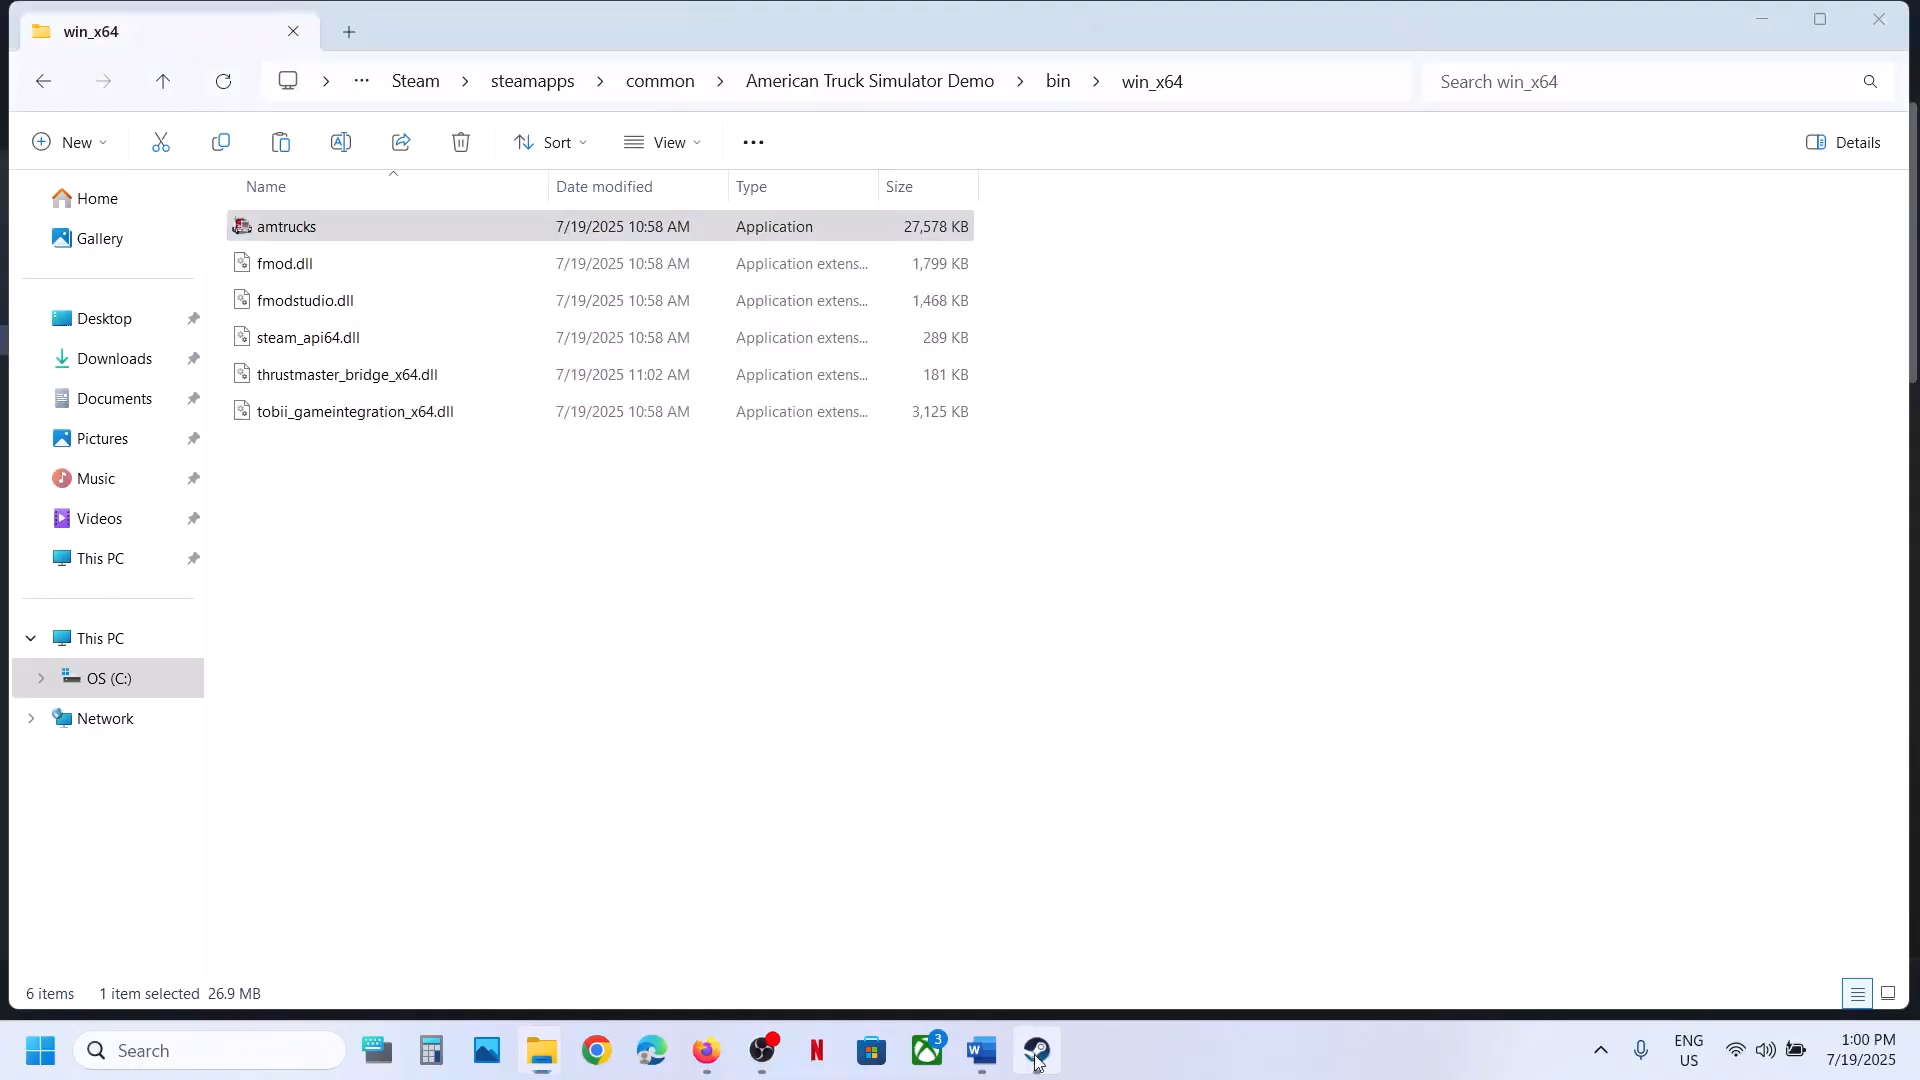 win_x64
Steam
steamapps
common
American Truck Simulator Demo
bin
win_x64
Search win_x64
New
Sort
View
Details
Name
Date modified
Type
Size
amtrucks 7/19/2025 10:58 AM Application 27,578 KB
fmod.dll 7/19/2025 10:58 AM Application extens... 1,799 KB
fmodstudio.dll 7/19/2025 10:58 AM Application extens... 1,468 KB
steam_api64.dll 7/19/2025 10:58 AM Application extens... 289 KB
thrustmaster_bridge_x64.dll 7/19/2025 11:02 AM Application extens... 181 KB
tobii_gameintegration_x64.dll 7/19/2025 10:58 AM Application extens... 3,125 KB
Home
Gallery
Desktop
Downloads
Documents
Pictures
Music
Videos
This PC
This PC
OS (C:)
Network
6 items 1 item selected 26.9 MB
Search
3
ENG
US
1:00 PM
7/19/2025